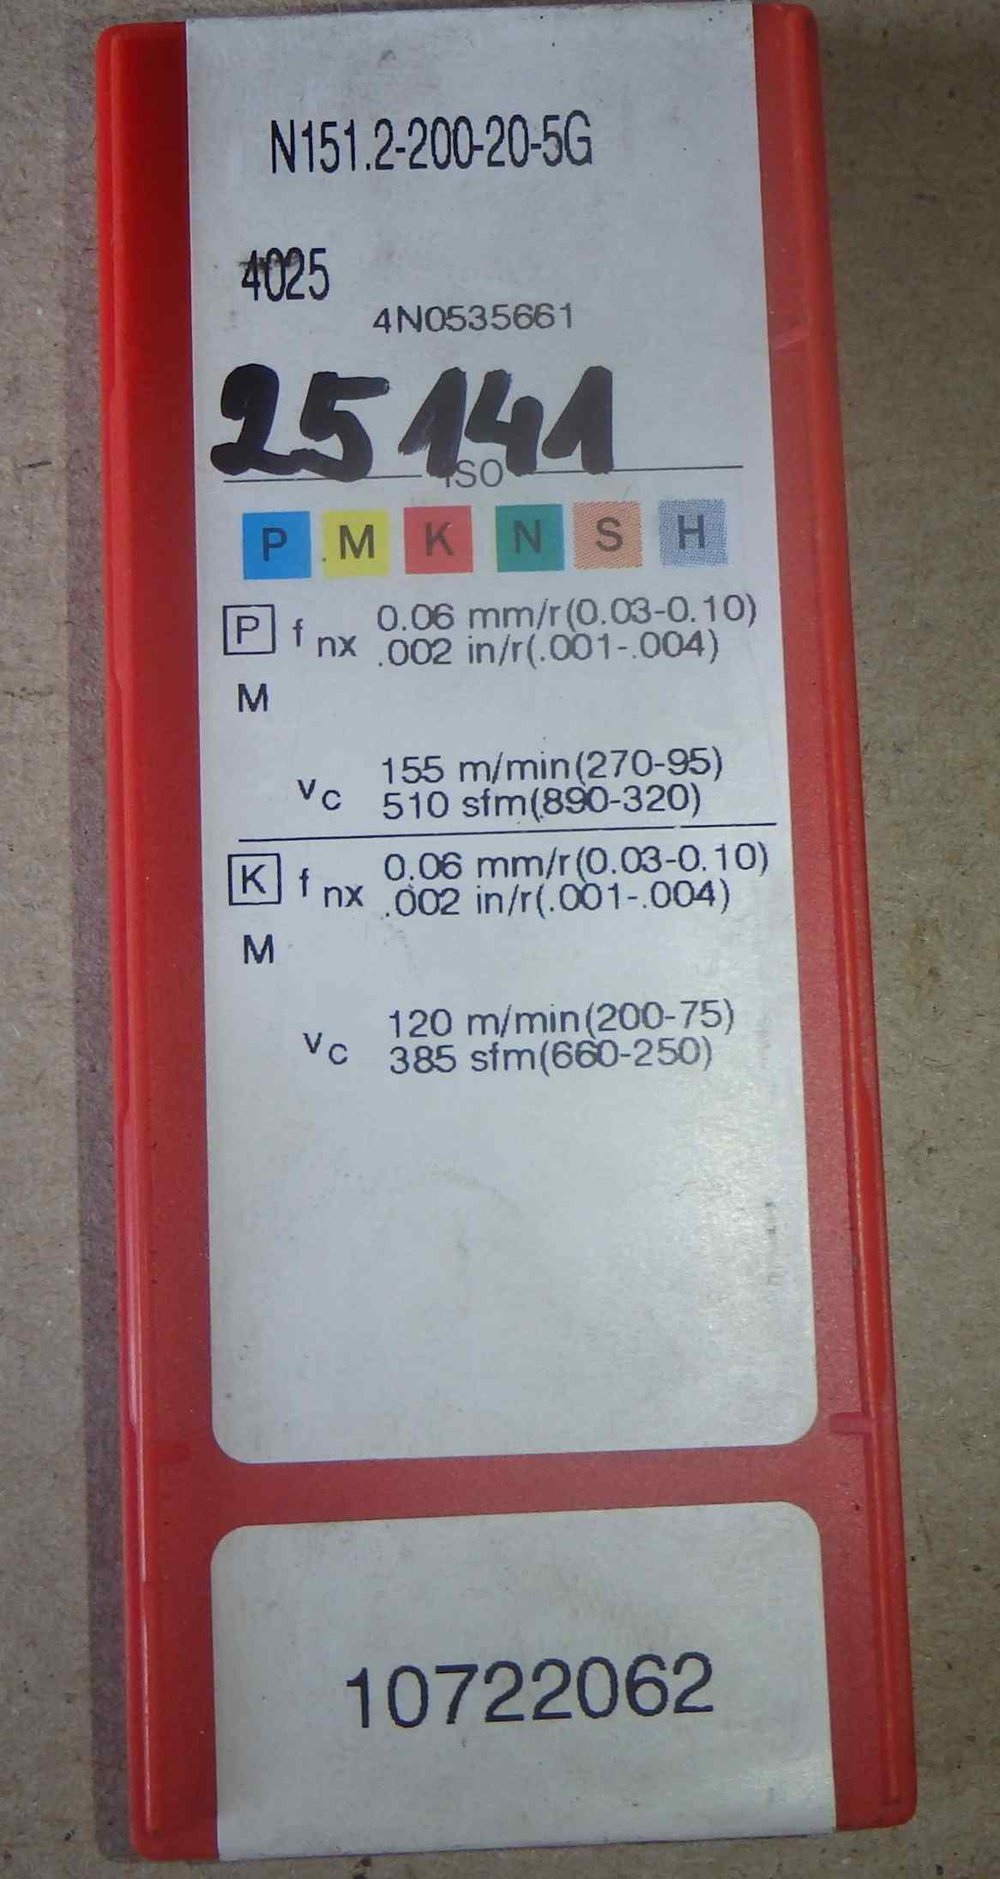 N151.2-200-20-5G
4025
4N0535661
25141
ISO
P M K N S H
P f nx 0.06 mm/r(0.03-0.10)
.002 in/r(.001-.004)
M
vc 155 m/min(270-95)
510 sfm(890-320)
K f nx 0.06 mm/r(0.03-0.10)
.002 in/r(.001-.004)
M
vc 120 m/min(200-75)
385 sfm(660-250)
10722062